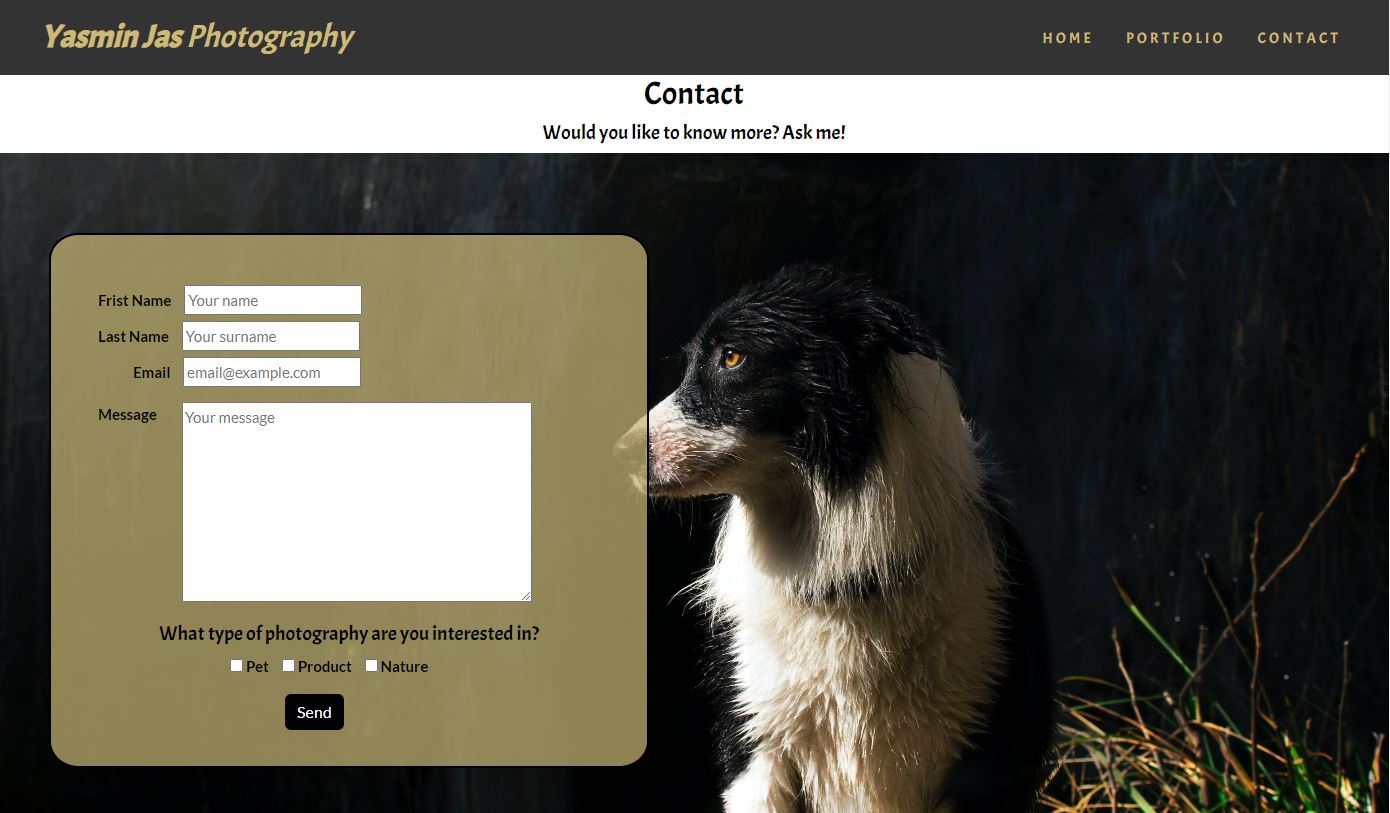 Yasmin Jas Photography
HOME PORTFOLIO CONTACT
Contact
Would you like to know more? Ask me!
Frist Name Your name
Last Name Your surname
Email email@example.com
Message Your message
What type of photography are you interested in?
Pet Product Nature
Send